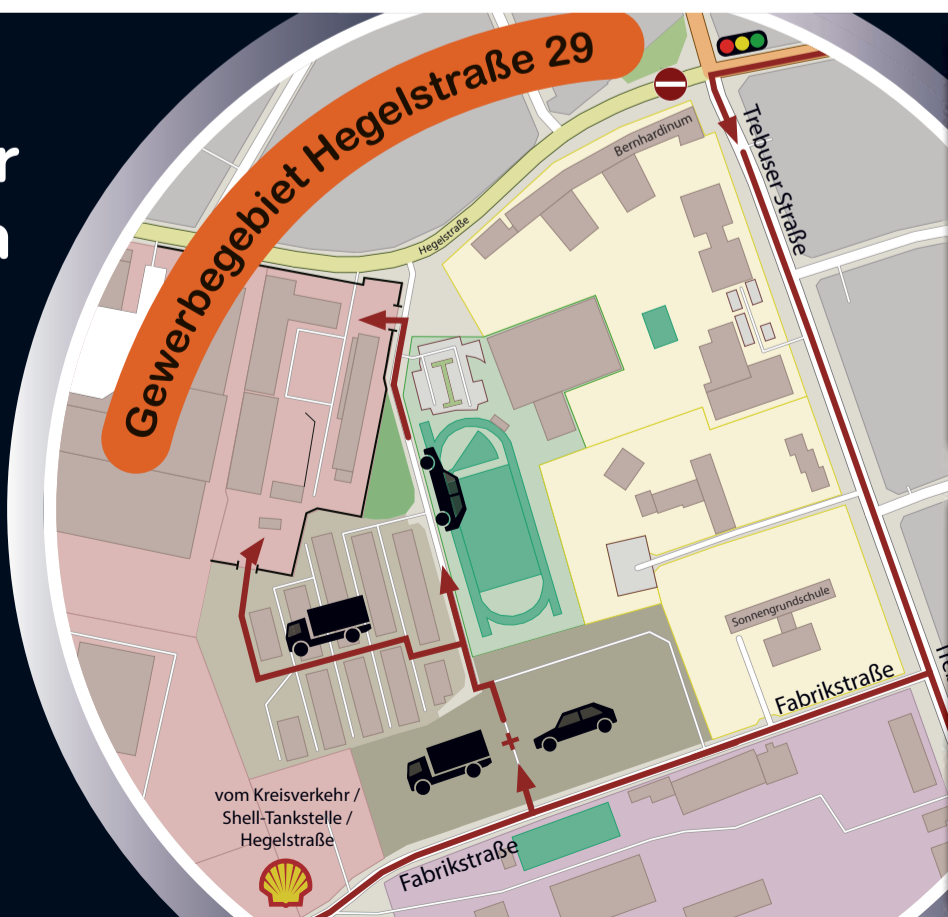 r
n
Gewerbegebiet Hegelstraße 29
Bernhardinum
Trebuser Straße
Hegelstraße
Sonnengrundschule
Fabrikstraße
vom Kreisverkehr /
Shell-Tankstelle /
Hegelstraße
Fabrikstraße